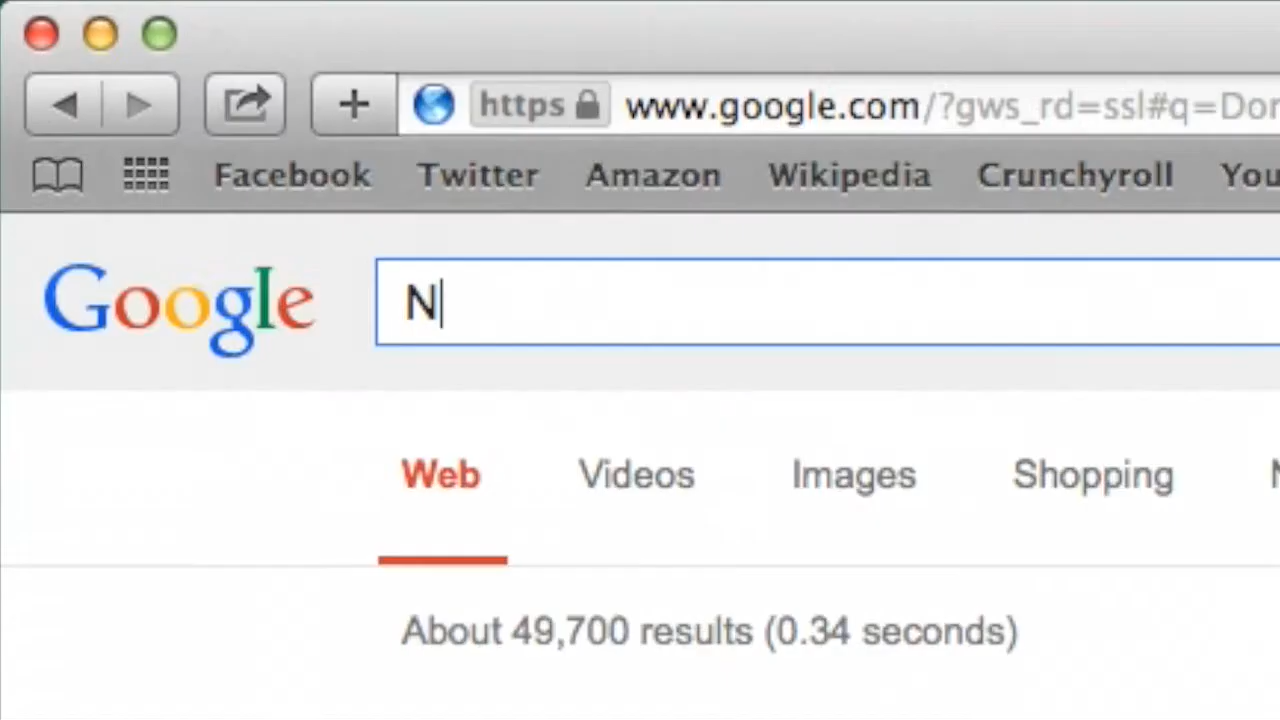 https www.google.com/?gws_rd=ssl#q=Dor
Facebook Twitter Amazon Wikipedia Crunchyroll You
Google N
Web Videos Images Shopping N
About 49,700 results (0.34 seconds)